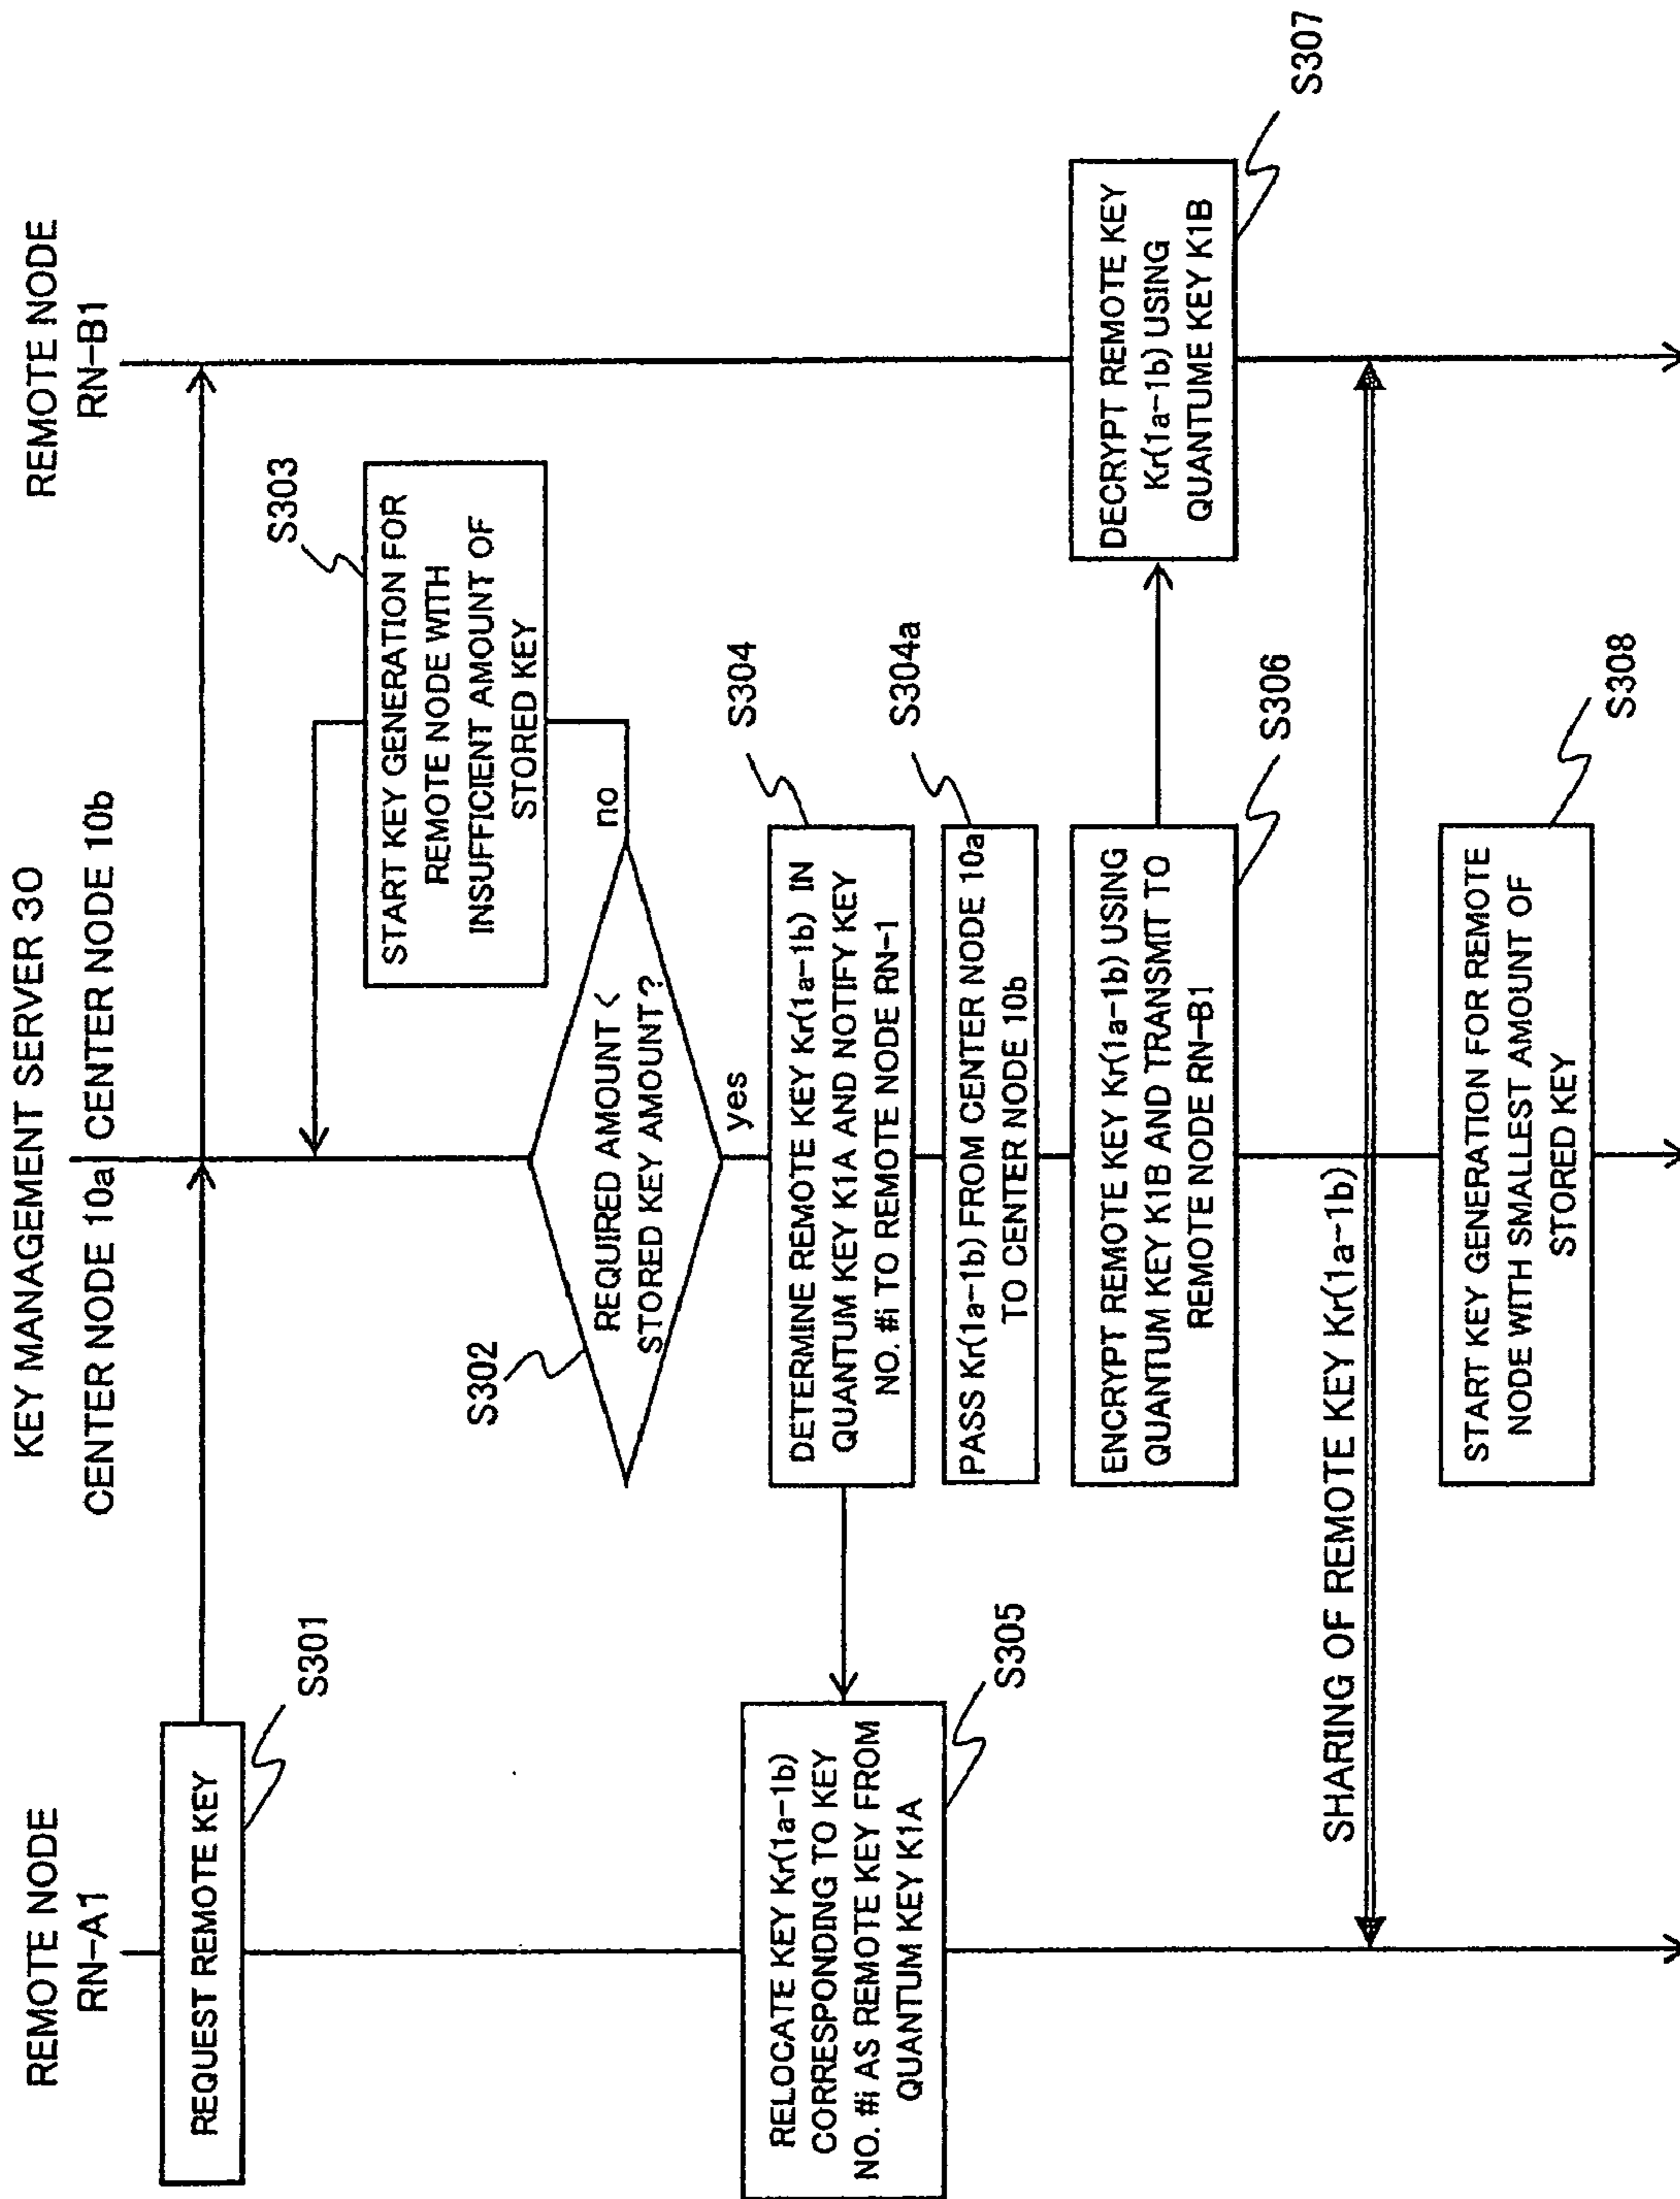 REMOTE NODE
RN-A1
KEY MANAGEMENT SERVER 30
CENTER NODE 10a CENTER NODE 10b
REMOTE NODE
RN-B1
REQUEST REMOTE KEY
S301
S302
REQUIRED AMOUNT <
STORED KEY AMOUNT?
no
yes
S303
START KEY GENERATION FOR
REMOTE NODE WITH
INSUFFICIENT AMOUNT OF
STORED KEY
S304
DETERMINE REMOTE KEY Kr(1a-1b) IN
QUANTUM KEY K1A AND NOTIFY KEY
NO. #i TO REMOTE NODE RN-1
S304a
PASS Kr(1a-1b) FROM CENTER NODE 10a
TO CENTER NODE 10b
RELOCATE KEY Kr(1a-1b)
CORRESPONDING TO KEY
NO. #i AS REMOTE KEY FROM
QUANTUM KEY K1A
S305
ENCRYPT REMOTE KEY Kr(1a-1b) USING
QUANTUM KEY K1B AND TRANSMIT TO
REMOTE NODE RN-B1
S306
DECRYPT REMOTE KEY
Kr(1a-1b) USING
QUANTUME KEY K1B
S307
SHARING OF REMOTE KEY Kr(1a-1b)
START KEY GENERATION FOR REMOTE
NODE WITH SMALLEST AMOUNT OF
STORED KEY
S308